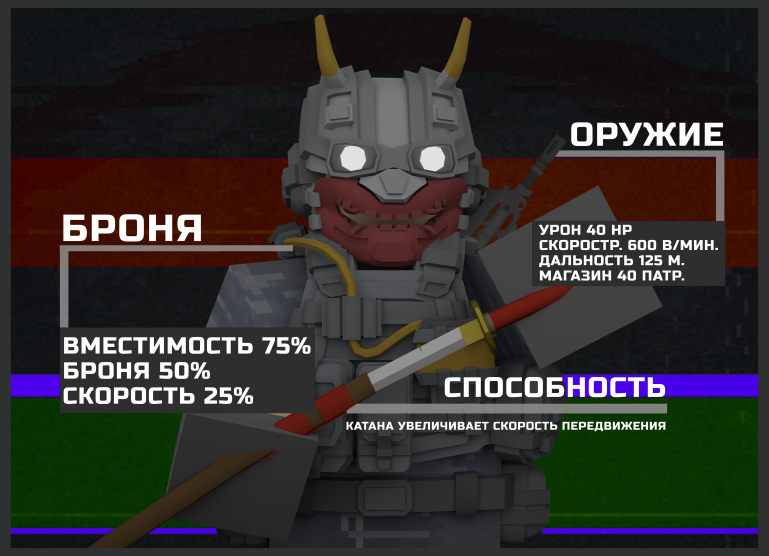 ОРУЖИЕ
УРОН 40 HP
СКОРОСТР. 600 В/МИН.
ДАЛЬНОСТЬ 125 М.
МАГАЗИН 40 ПАТР.
БРОНЯ
ВМЕСТИМОСТЬ 75%
БРОНЯ 50%
СКОРОСТЬ 25%
СПОСОБНОСТЬ
КАТАНА УВЕЛИЧИВАЕТ СКОРОСТЬ ПЕРЕДВИЖЕНИЯ